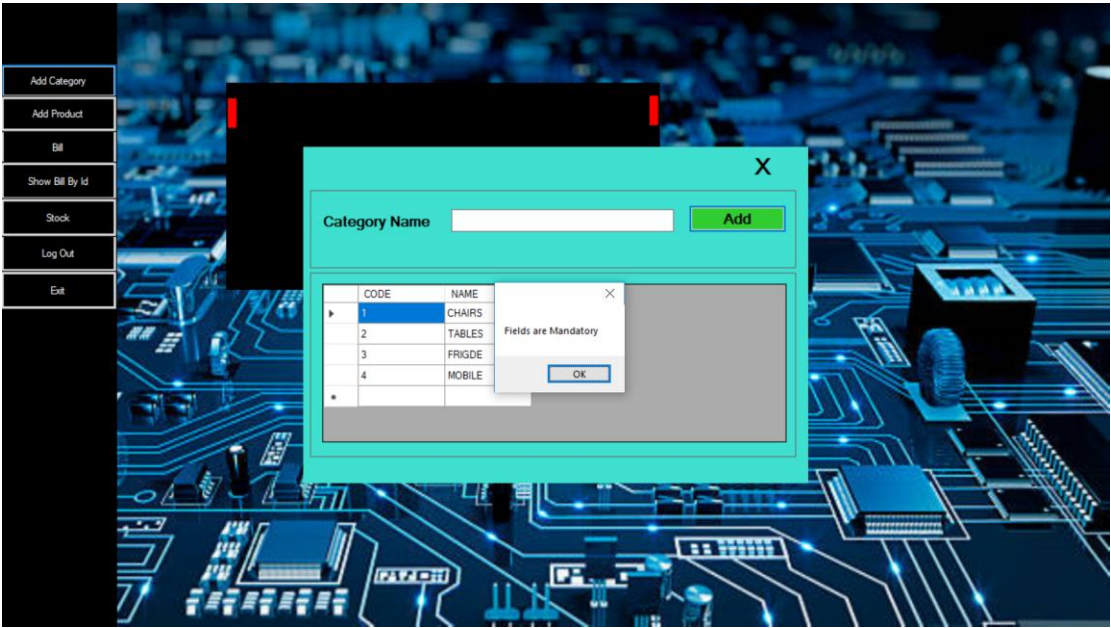 Add Category
Add Product
Bill
Show Bill By Id
Stock
Log Out
Exit
X
Category Name
Add
CODE NAME
1 CHAIRS
2 TABLES
3 FRIGDE
4 MOBILE
Fields are Mandatory
OK